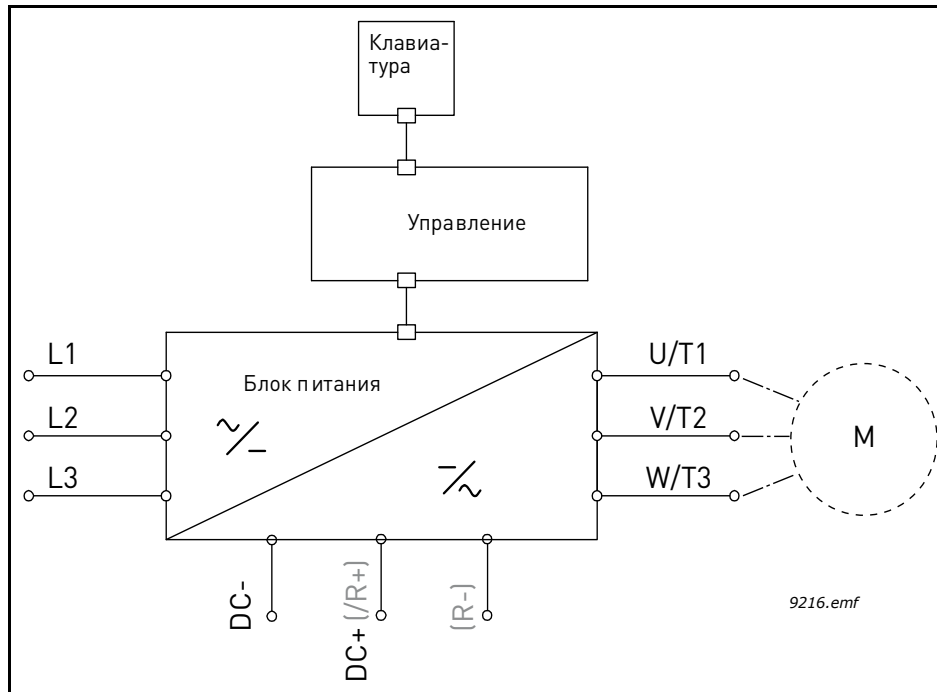 Клавиа-
тура
Управление
Блок питания
L1
L2
L3
U/T1
V/T2
W/T3
M
DC-
DC+ (/R+)
(R-)
9216.emf